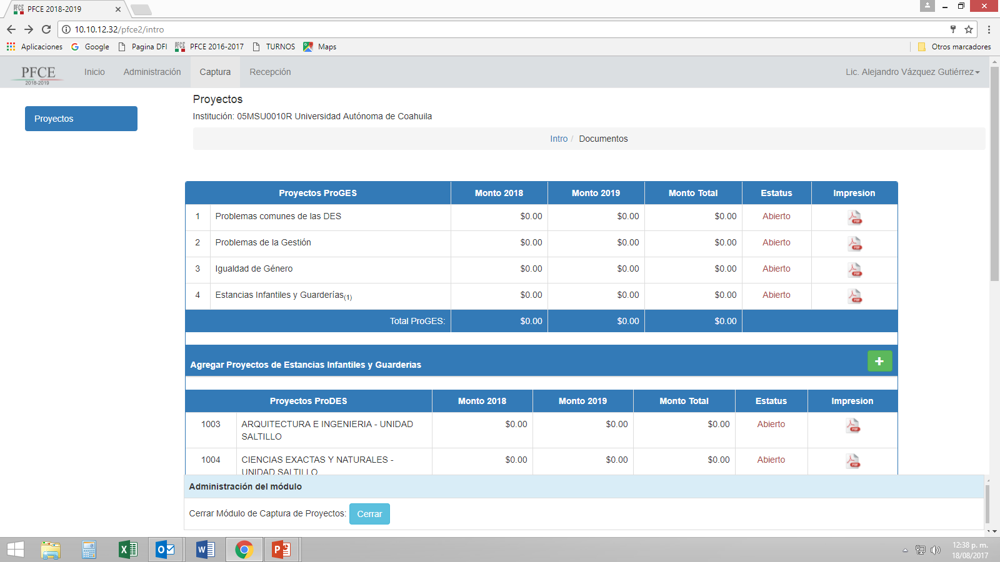 PFCE 2018-2019
10.10.12.32/pfce2/intro
Aplicaciones Google Pagina DFI PFCE 2016-2017 TURNOS Maps Otros marcadores
PFCE 2018-2019 Inicio Administración Captura Recepción Lic. Alejandro Vázquez Gutiérrez
Proyectos
Proyectos
Institución: 05MSU0010R Universidad Autónoma de Coahuila
Intro / Documentos
Proyectos ProGES Monto 2018 Monto 2019 Monto Total Estatus Impresion
1 Problemas comunes de las DES $0.00 $0.00 $0.00 Abierto
2 Problemas de la Gestión $0.00 $0.00 $0.00 Abierto
3 Igualdad de Género $0.00 $0.00 $0.00 Abierto
4 Estancias Infantiles y Guarderías(1) $0.00 $0.00 $0.00 Abierto
Total ProGES: $0.00 $0.00 $0.00
Agregar Proyectos de Estancias Infantiles y Guarderias +
Proyectos ProDES Monto 2018 Monto 2019 Monto Total Estatus Impresion
1003 ARQUITECTURA E INGENIERIA - UNIDAD $0.00 $0.00 $0.00 Abierto
SALTILLO
1004 CIENCIAS EXACTAS Y NATURALES - $0.00 $0.00 $0.00 Abierto
UNIDAD SALTILLO
Administración del módulo
Cerrar Módulo de Captura de Proyectos: Cerrar
12:38 p. m.
18/08/2017